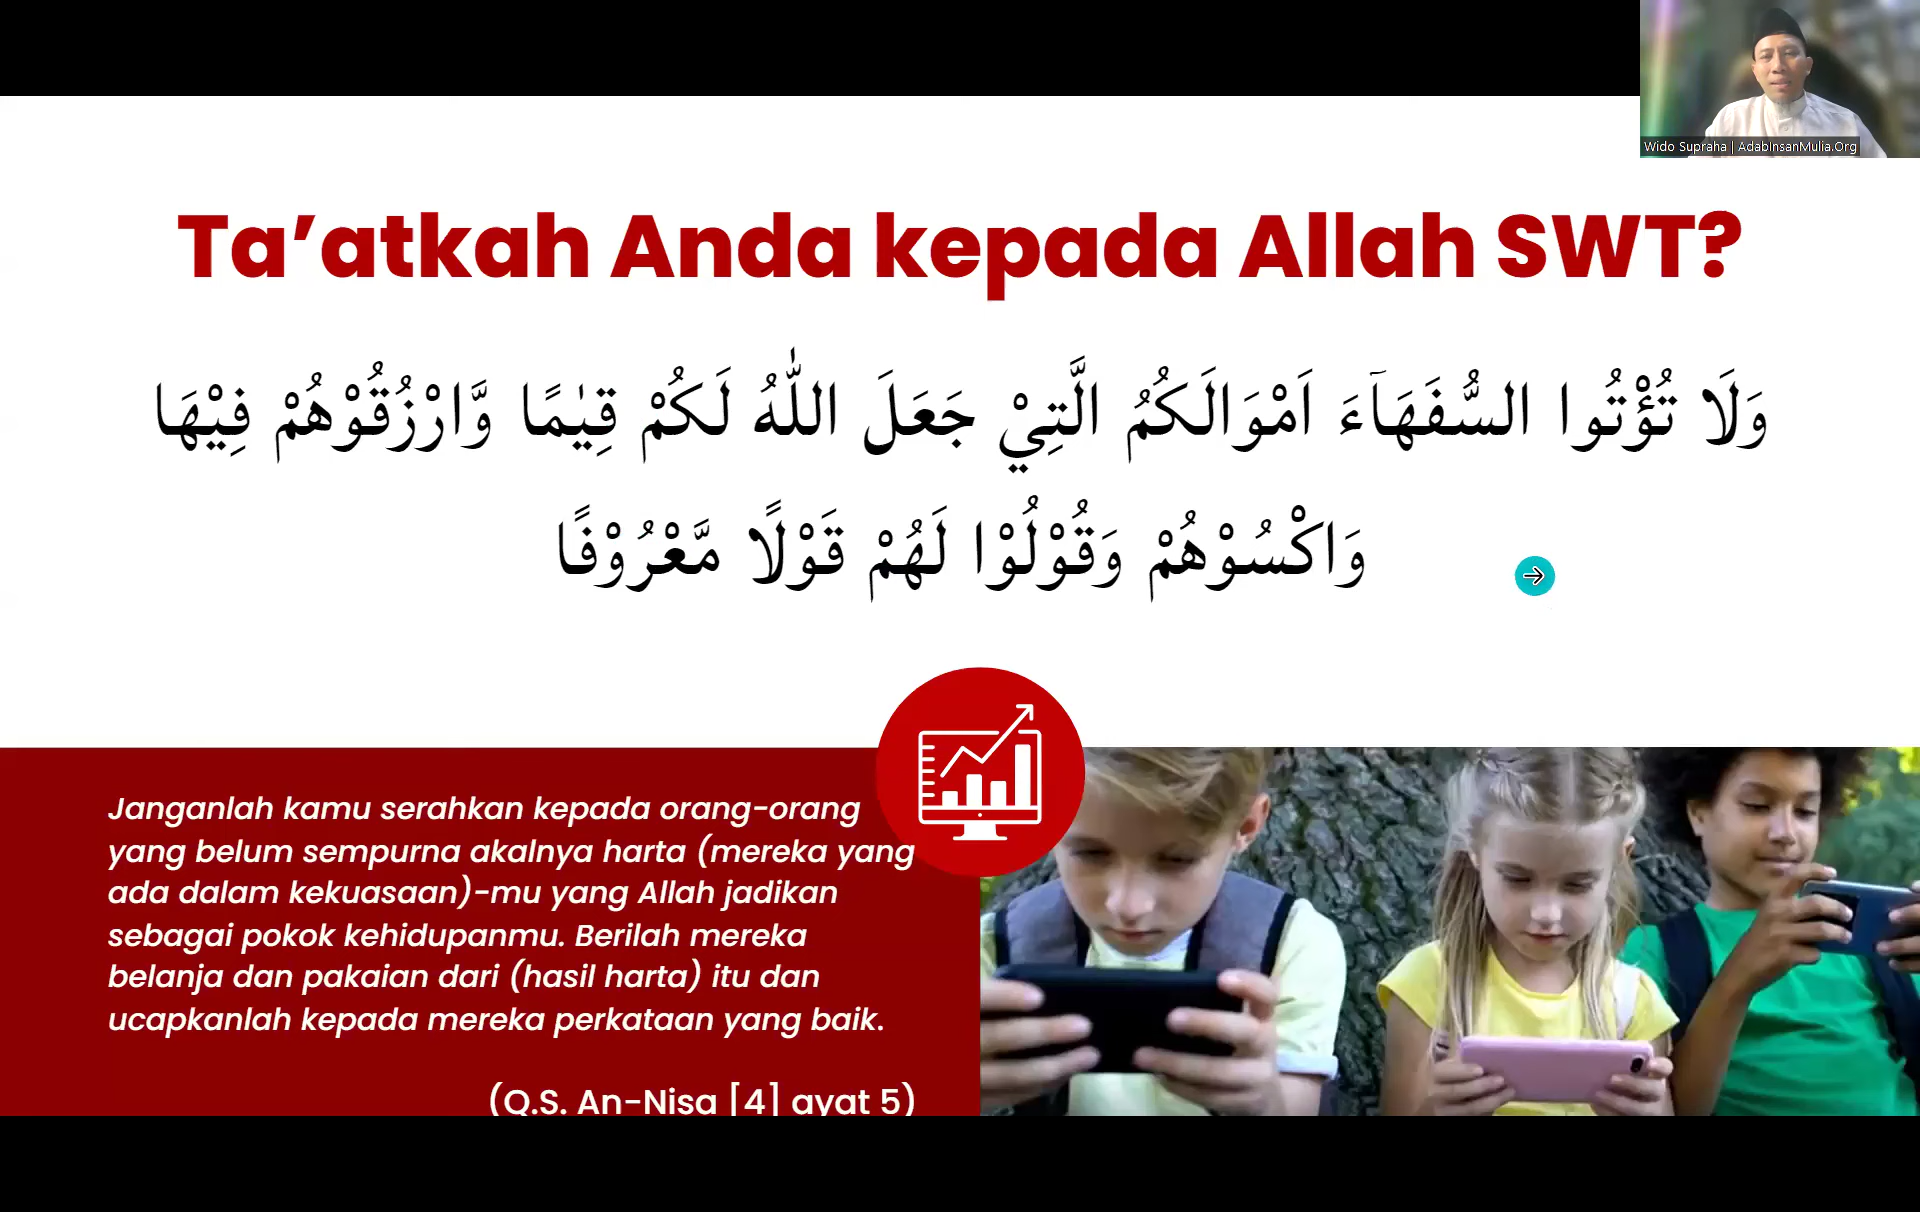 Wido Supraha | AdabInsanMulia.Org
Ta’atkah Anda kepada Allah SWT?
وَلَا تُؤْتُوا السُّفَهَاۤءَ اَمْوَالَكُمُ الَّتِيْ جَعَلَ اللّٰهُ لَكُمْ قِيٰمًا وَّارْزُقُوْهُمْ فِيْهَا
وَاكْسُوْهُمْ وَقُوْلُوْا لَهُمْ قَوْلًا مَّعْرُوْفًا
Janganlah kamu serahkan kepada orang-orang
yang belum sempurna akalnya harta (mereka yang
ada dalam kekuasaan)-mu yang Allah jadikan
sebagai pokok kehidupanmu. Berilah mereka
belanja dan pakaian dari (hasil harta) itu dan
ucapkanlah kepada mereka perkataan yang baik.
(Q.S. An-Nisa [4] ayat 5)